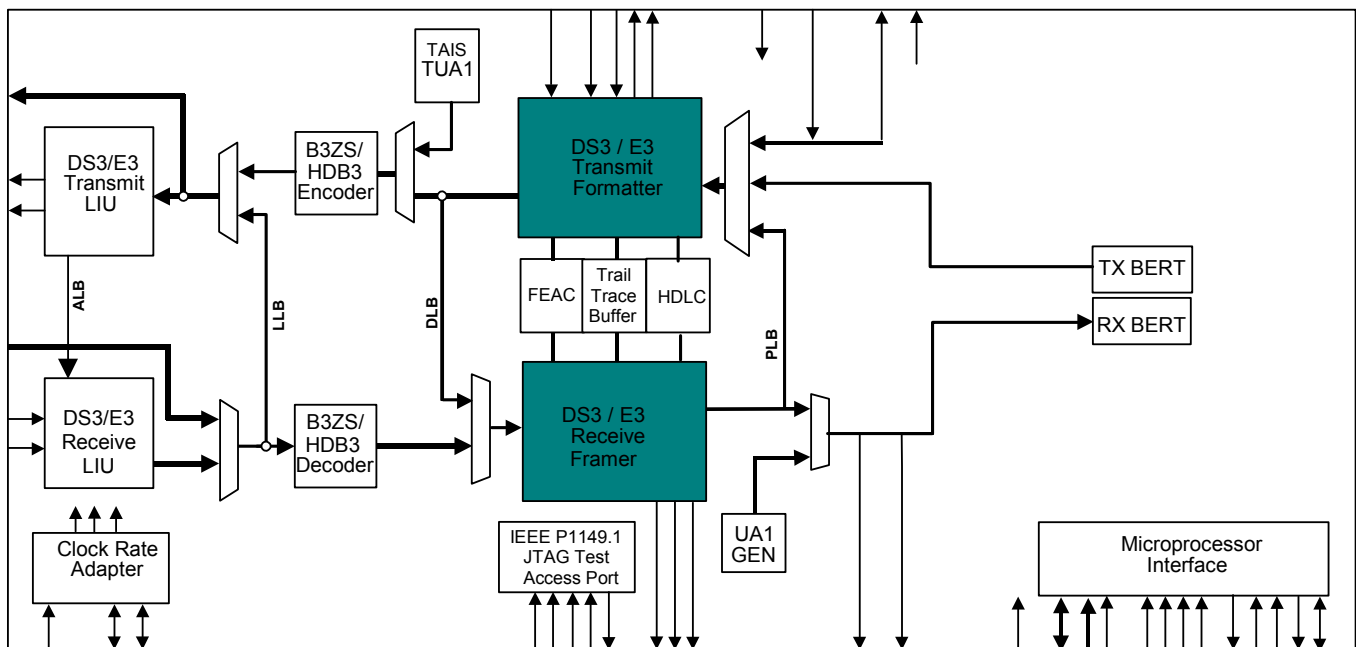 TAIS
TUA1
DS3/E3
Transmit
LIU
B3ZS/
HDB3
Encoder
DS3 / E3
Transmit
Formatter
FEAC
Trail
Trace
Buffer
HDLC
TX BERT
RX BERT
ALB
LLB
DLB
PLB
DS3/E3
Receive
LIU
B3ZS/
HDB3
Decoder
DS3 / E3
Receive
Framer
Clock Rate
Adapter
IEEE P1149.1
JTAG Test
Access Port
UA1
GEN
Microprocessor
Interface